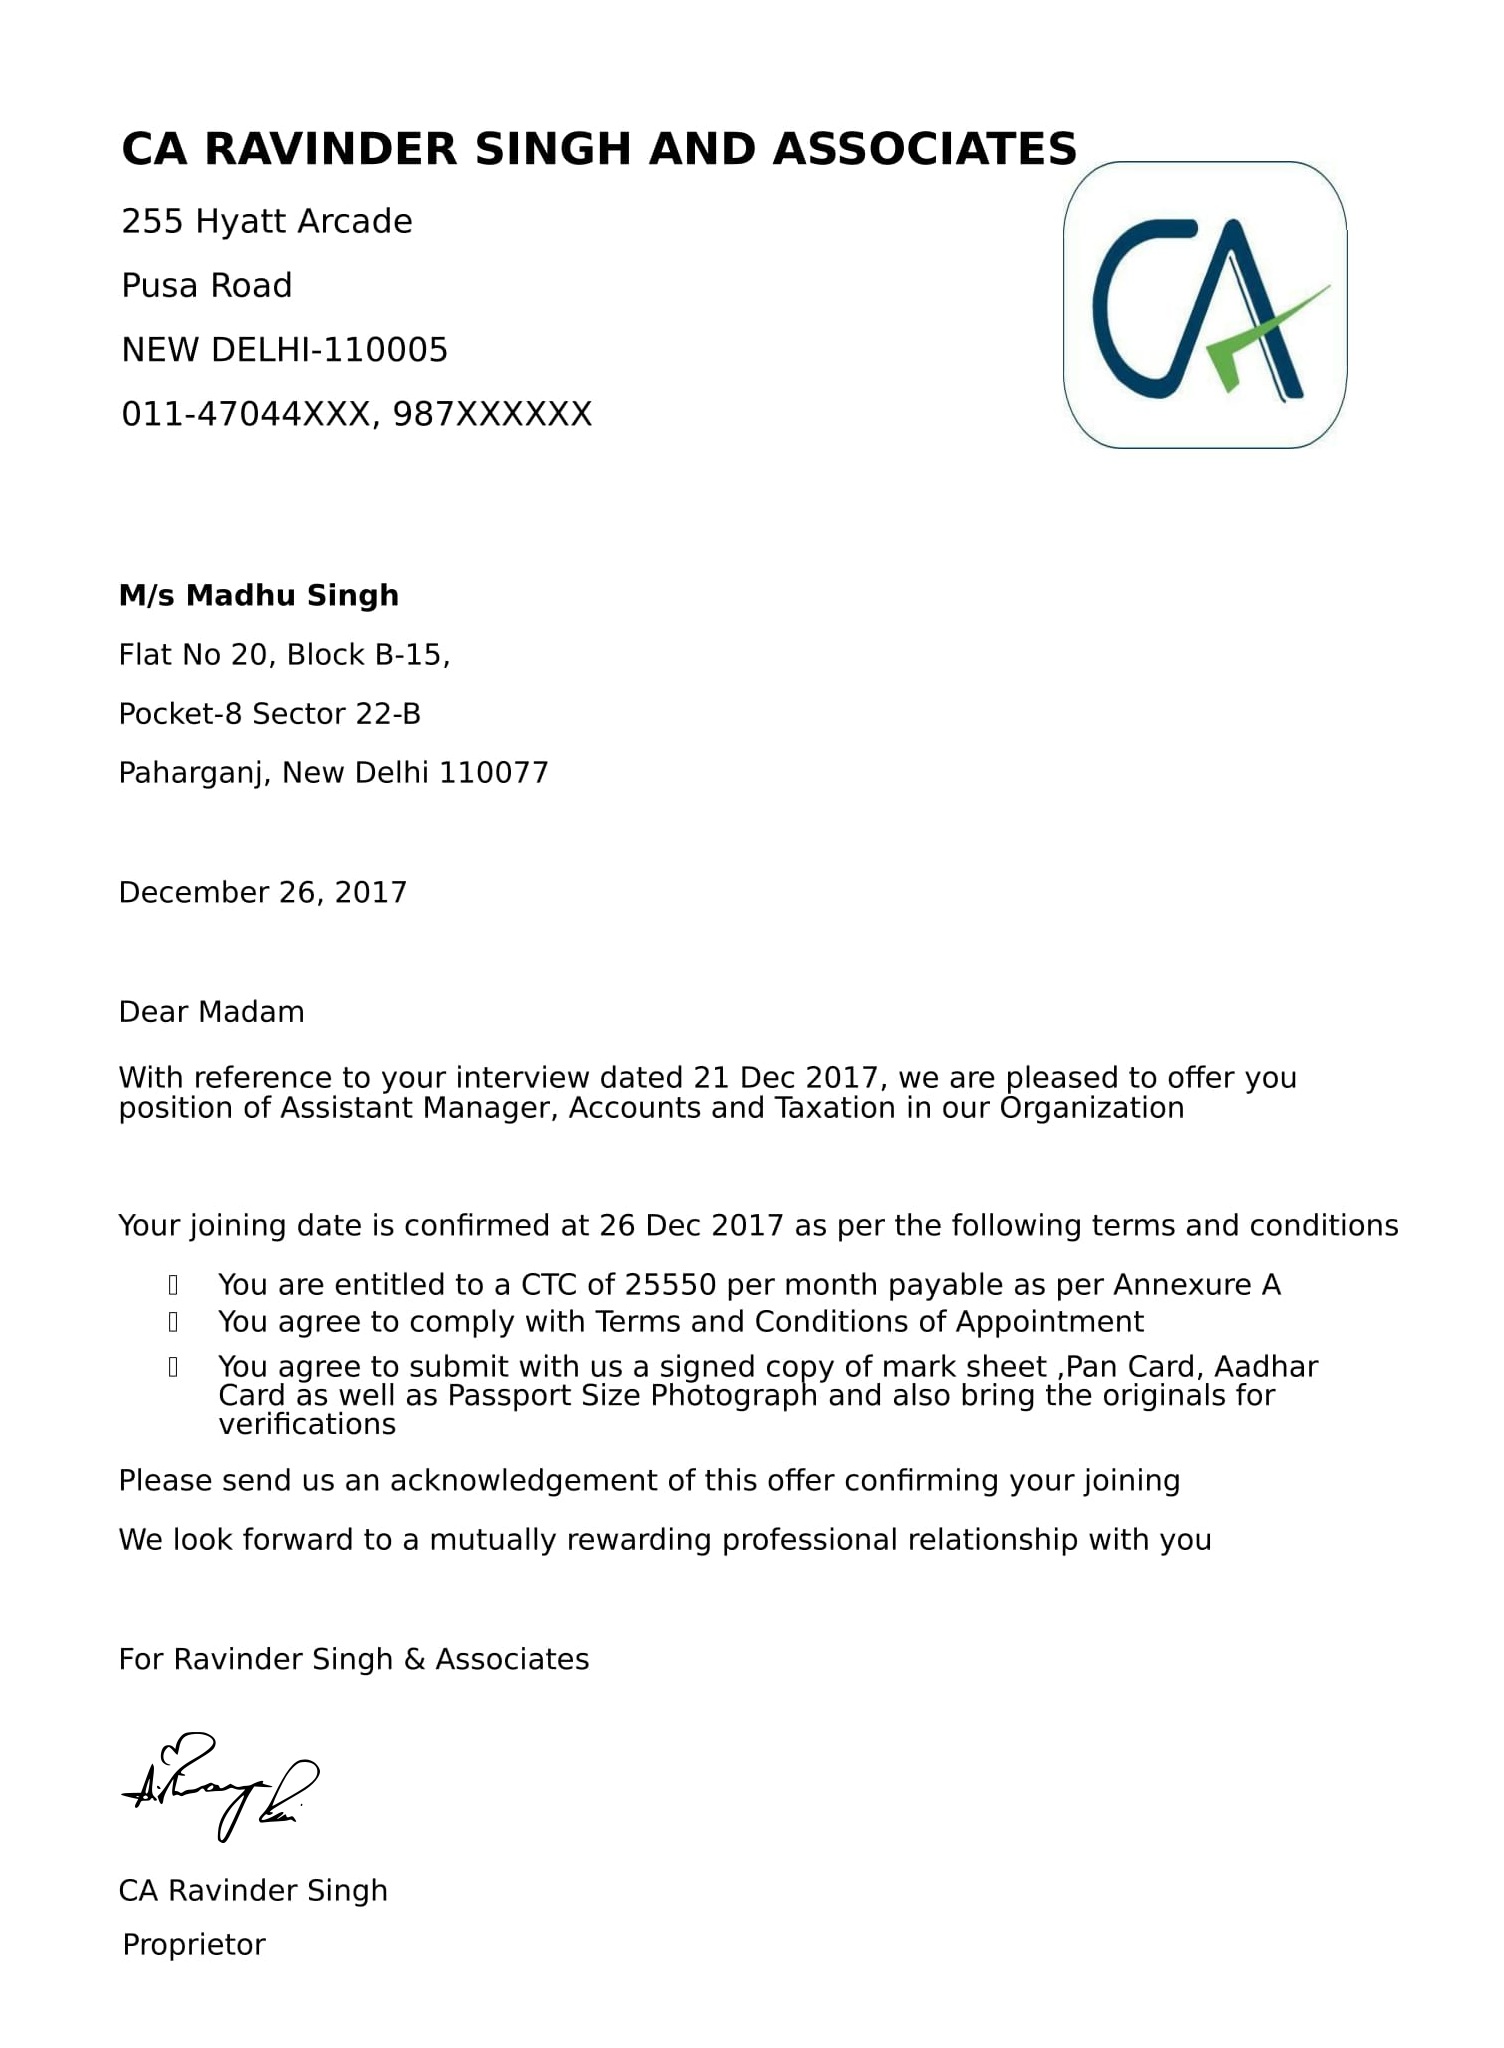 CA RAVINDER SINGH AND ASSOCIATES
255 Hyatt Arcade
Pusa Road
NEW DELHI-110005
011-47044XXX, 987XXXXXX
CA
M/s Madhu Singh
Flat No 20, Block B-15,
Pocket-8 Sector 22-B
Paharganj, New Delhi 110077
December 26, 2017
Dear Madam
With reference to your interview dated 21 Dec 2017, we are pleased to offer you
position of Assistant Manager, Accounts and Taxation in our Organization
Your joining date is confirmed at 26 Dec 2017 as per the following terms and conditions
You are entitled to a CTC of 25550 per month payable as per Annexure A
You agree to comply with Terms and Conditions of Appointment
You agree to submit with us a signed copy of mark sheet ,Pan Card, Aadhar
Card as well as Passport Size Photograph and also bring the originals for
verifications
Please send us an acknowledgement of this offer confirming your joining
We look forward to a mutually rewarding professional relationship with you
For Ravinder Singh & Associates
CA Ravinder Singh
Proprietor